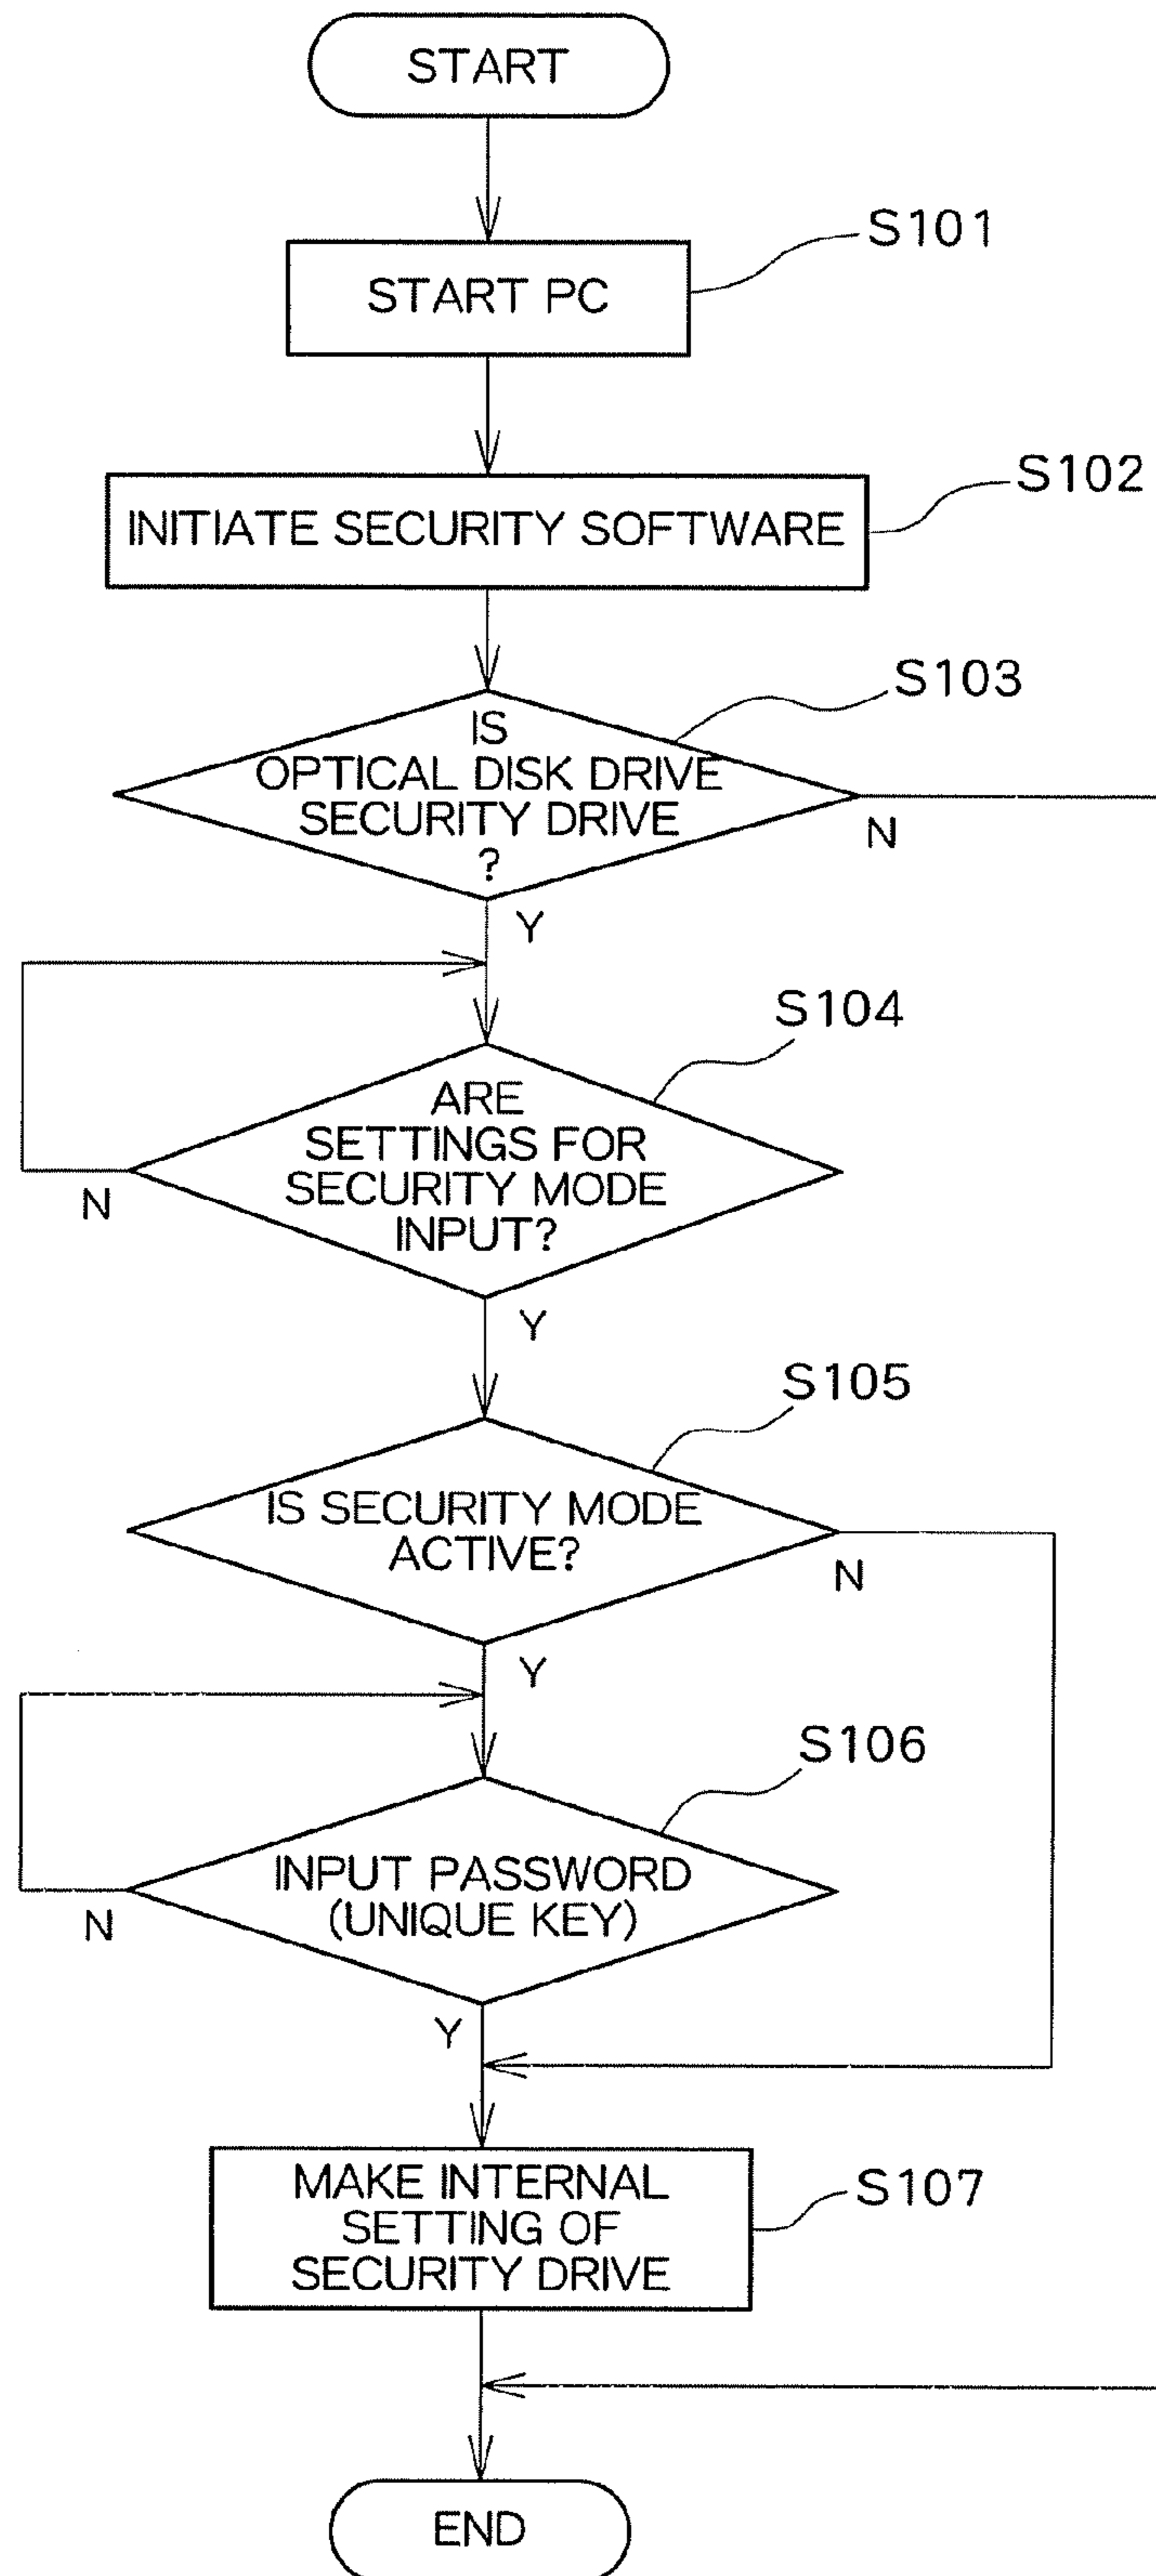 START
S101
START PC
S102
INITIATE SECURITY SOFTWARE
S103
IS
OPTICAL DISK DRIVE
SECURITY DRIVE
?
N
Y
S104
ARE
SETTINGS FOR
SECURITY MODE
INPUT?
N
Y
S105
IS SECURITY MODE
ACTIVE?
N
Y
S106
INPUT PASSWORD
(UNIQUE KEY)
N
Y
S107
MAKE INTERNAL
SETTING OF
SECURITY DRIVE
END